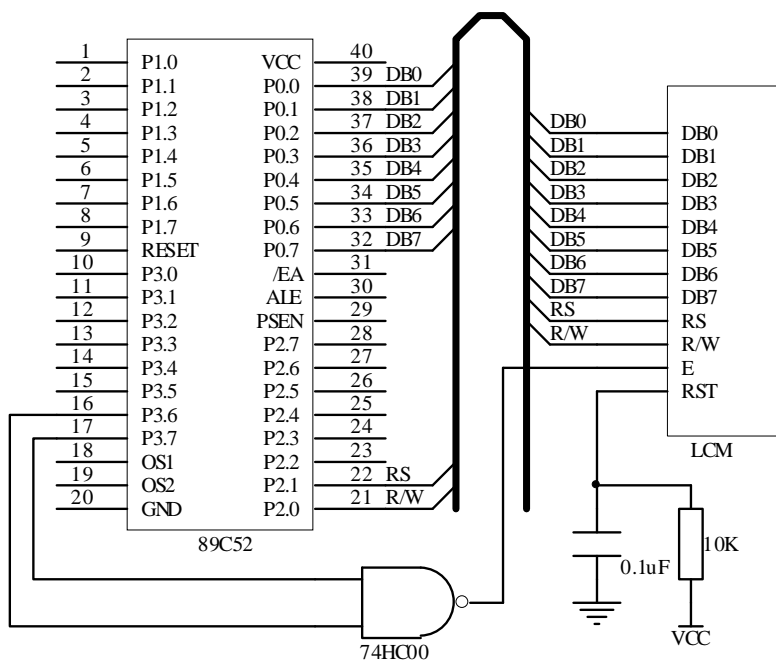 1 P1.0 VCC 40
2 P1.1 P0.0 39 DB0
3 P1.2 P0.1 38 DB1
4 P1.3 P0.2 37 DB2
5 P1.4 P0.3 36 DB3
6 P1.5 P0.4 35 DB4
7 P1.6 P0.5 34 DB5
8 P1.7 P0.6 33 DB6
9 RESET P0.7 32 DB7
10 P3.0 /EA 31
11 P3.1 ALE 30
12 P3.2 PSEN 29
13 P3.3 P2.7 28
14 P3.4 P2.6 27
15 P3.5 P2.5 26
16 P3.6 P2.4 25
17 P3.7 P2.3 24
18 OS1 P2.2 23
19 OS2 P2.1 22 RS
20 GND P2.0 21 R/W
89C52
DB0 DB0
DB1 DB1
DB2 DB2
DB3 DB3
DB4 DB4
DB5 DB5
DB6 DB6
DB7 DB7
RS RS
R/W R/W
E
RST
LCM
10K
0.1uF
VCC
74HC00